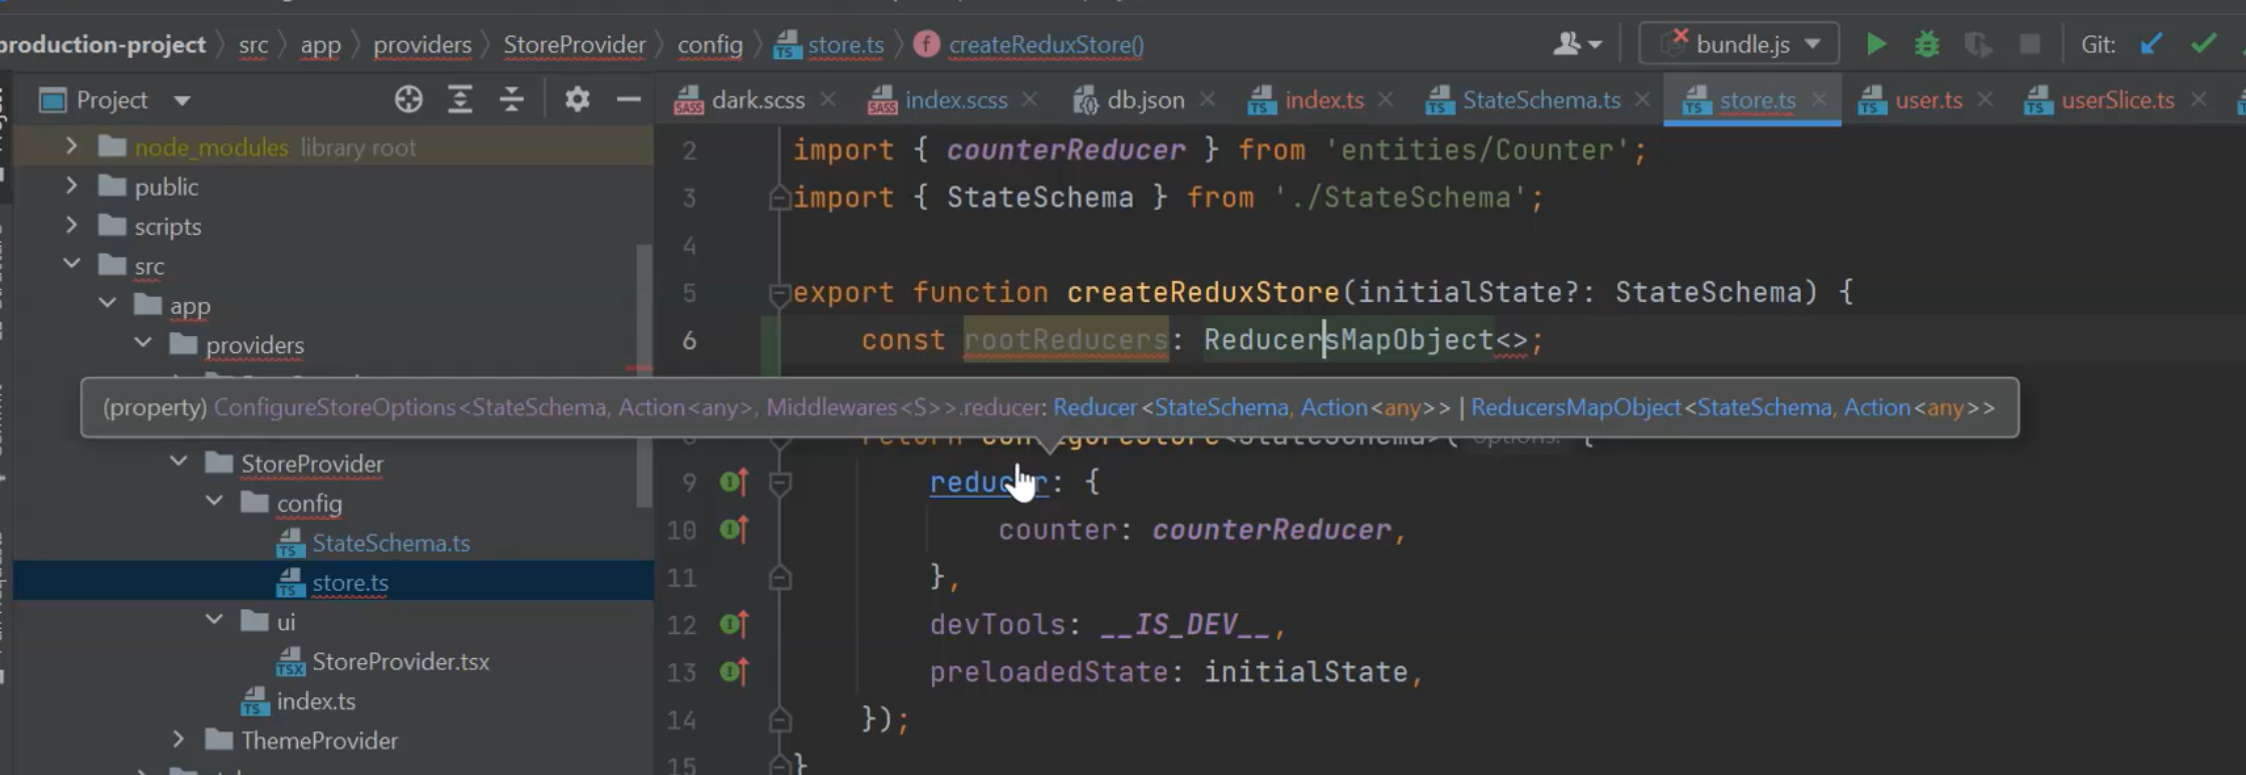 production-project src app providers StoreProvider config store.ts createReduxStore() bundle.js Git:
Project dark.scss index.scss db.json index.ts StateSchema.ts store.ts user.ts userSlice.ts
node_modules library root
public
scripts
src
app
providers
StoreProvider
config
StateSchema.ts
store.ts
ui
StoreProvider.tsx
index.ts
ThemeProvider
2 import { counterReducer } from 'entities/Counter';
3 import { StateSchema } from './StateSchema';
4
5 export function createReduxStore(initialState?: StateSchema) {
6 const rootReducers: ReducersMapObject<>;
(property) ConfigureStoreOptions<StateSchema, Action<any>, Middlewares<S>>.reducer: Reducer<StateSchema, Action<any>> | ReducersMapObject<StateSchema, Action<any>>
return configureStore<StateSchema>( options: {
9 reducer: {
10 counter: counterReducer,
11 },
12 devTools: __IS_DEV__,
13 preloadedState: initialState,
14 });
15 }